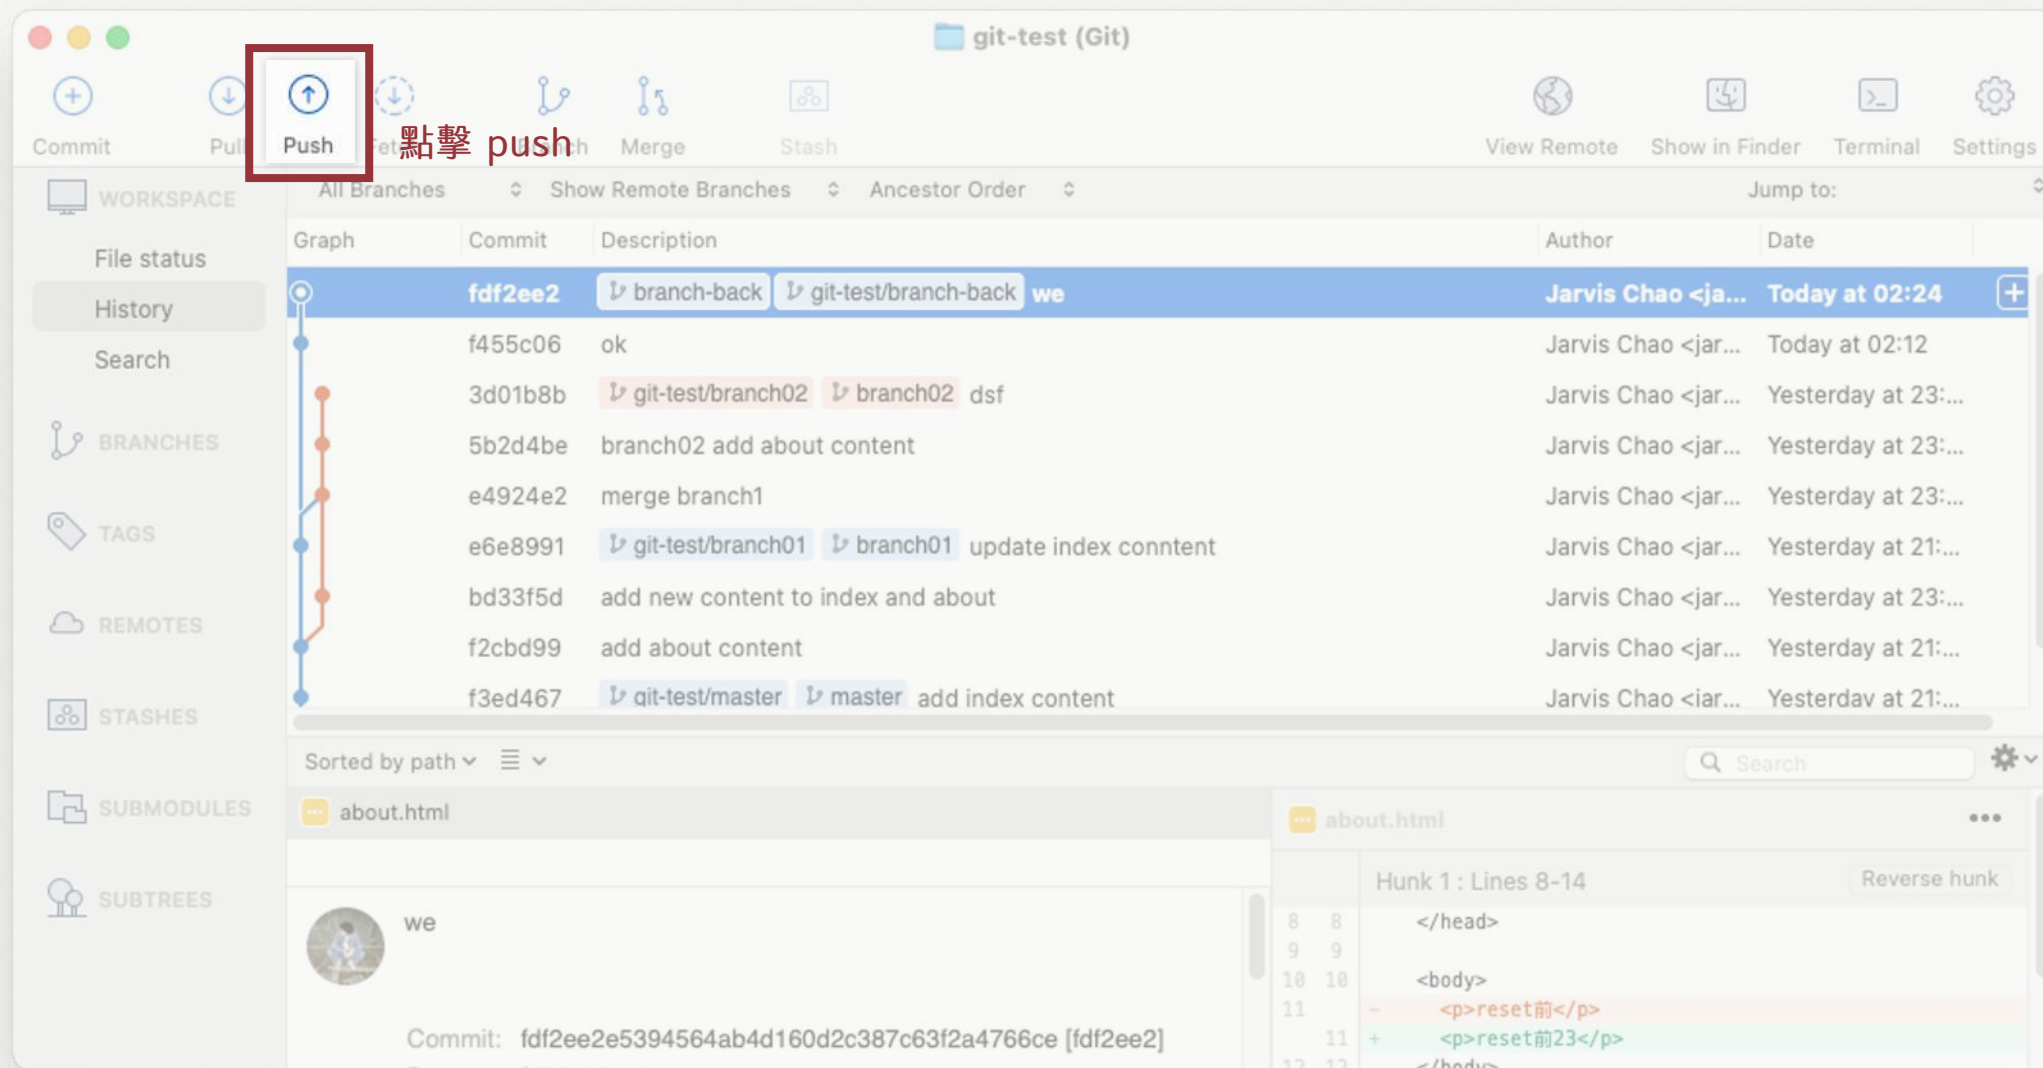 git-test (Git)
Commit Pull Push Fetch Branch Merge Stash View Remote Show in Finder Terminal Settings
點擊 push
All Branches Show Remote Branches Ancestor Order Jump to:
WORKSPACE
File status
History
Search
BRANCHES
TAGS
REMOTES
STASHES
SUBMODULES
SUBTREES
Graph Commit Description Author Date
fdf2ee2 branch-back git-test/branch-back we Jarvis Chao <ja... Today at 02:24
f455c06 ok Jarvis Chao <jar... Today at 02:12
3d01b8b git-test/branch02 branch02 dsf Jarvis Chao <jar... Yesterday at 23:...
5b2d4be branch02 add about content Jarvis Chao <jar... Yesterday at 23:...
e4924e2 merge branch1 Jarvis Chao <jar... Yesterday at 23:...
e6e8991 git-test/branch01 branch01 update index conntent Jarvis Chao <jar... Yesterday at 21:...
bd33f5d add new content to index and about Jarvis Chao <jar... Yesterday at 23:...
f2cbd99 add about content Jarvis Chao <jar... Yesterday at 21:...
f3ed467 git-test/master master add index content Jarvis Chao <jar... Yesterday at 21:...
Sorted by path Search
about.html
we
Commit: fdf2ee2e5394564ab4d160d2c387c63f2a4766ce [fdf2ee2]
about.html
Hunk 1 : Lines 8-14 Reverse hunk
8 8 </head>
9 9
10 10 <body>
11 - <p>reset前</p>
11 + <p>reset前23</p>
12 12 </body>